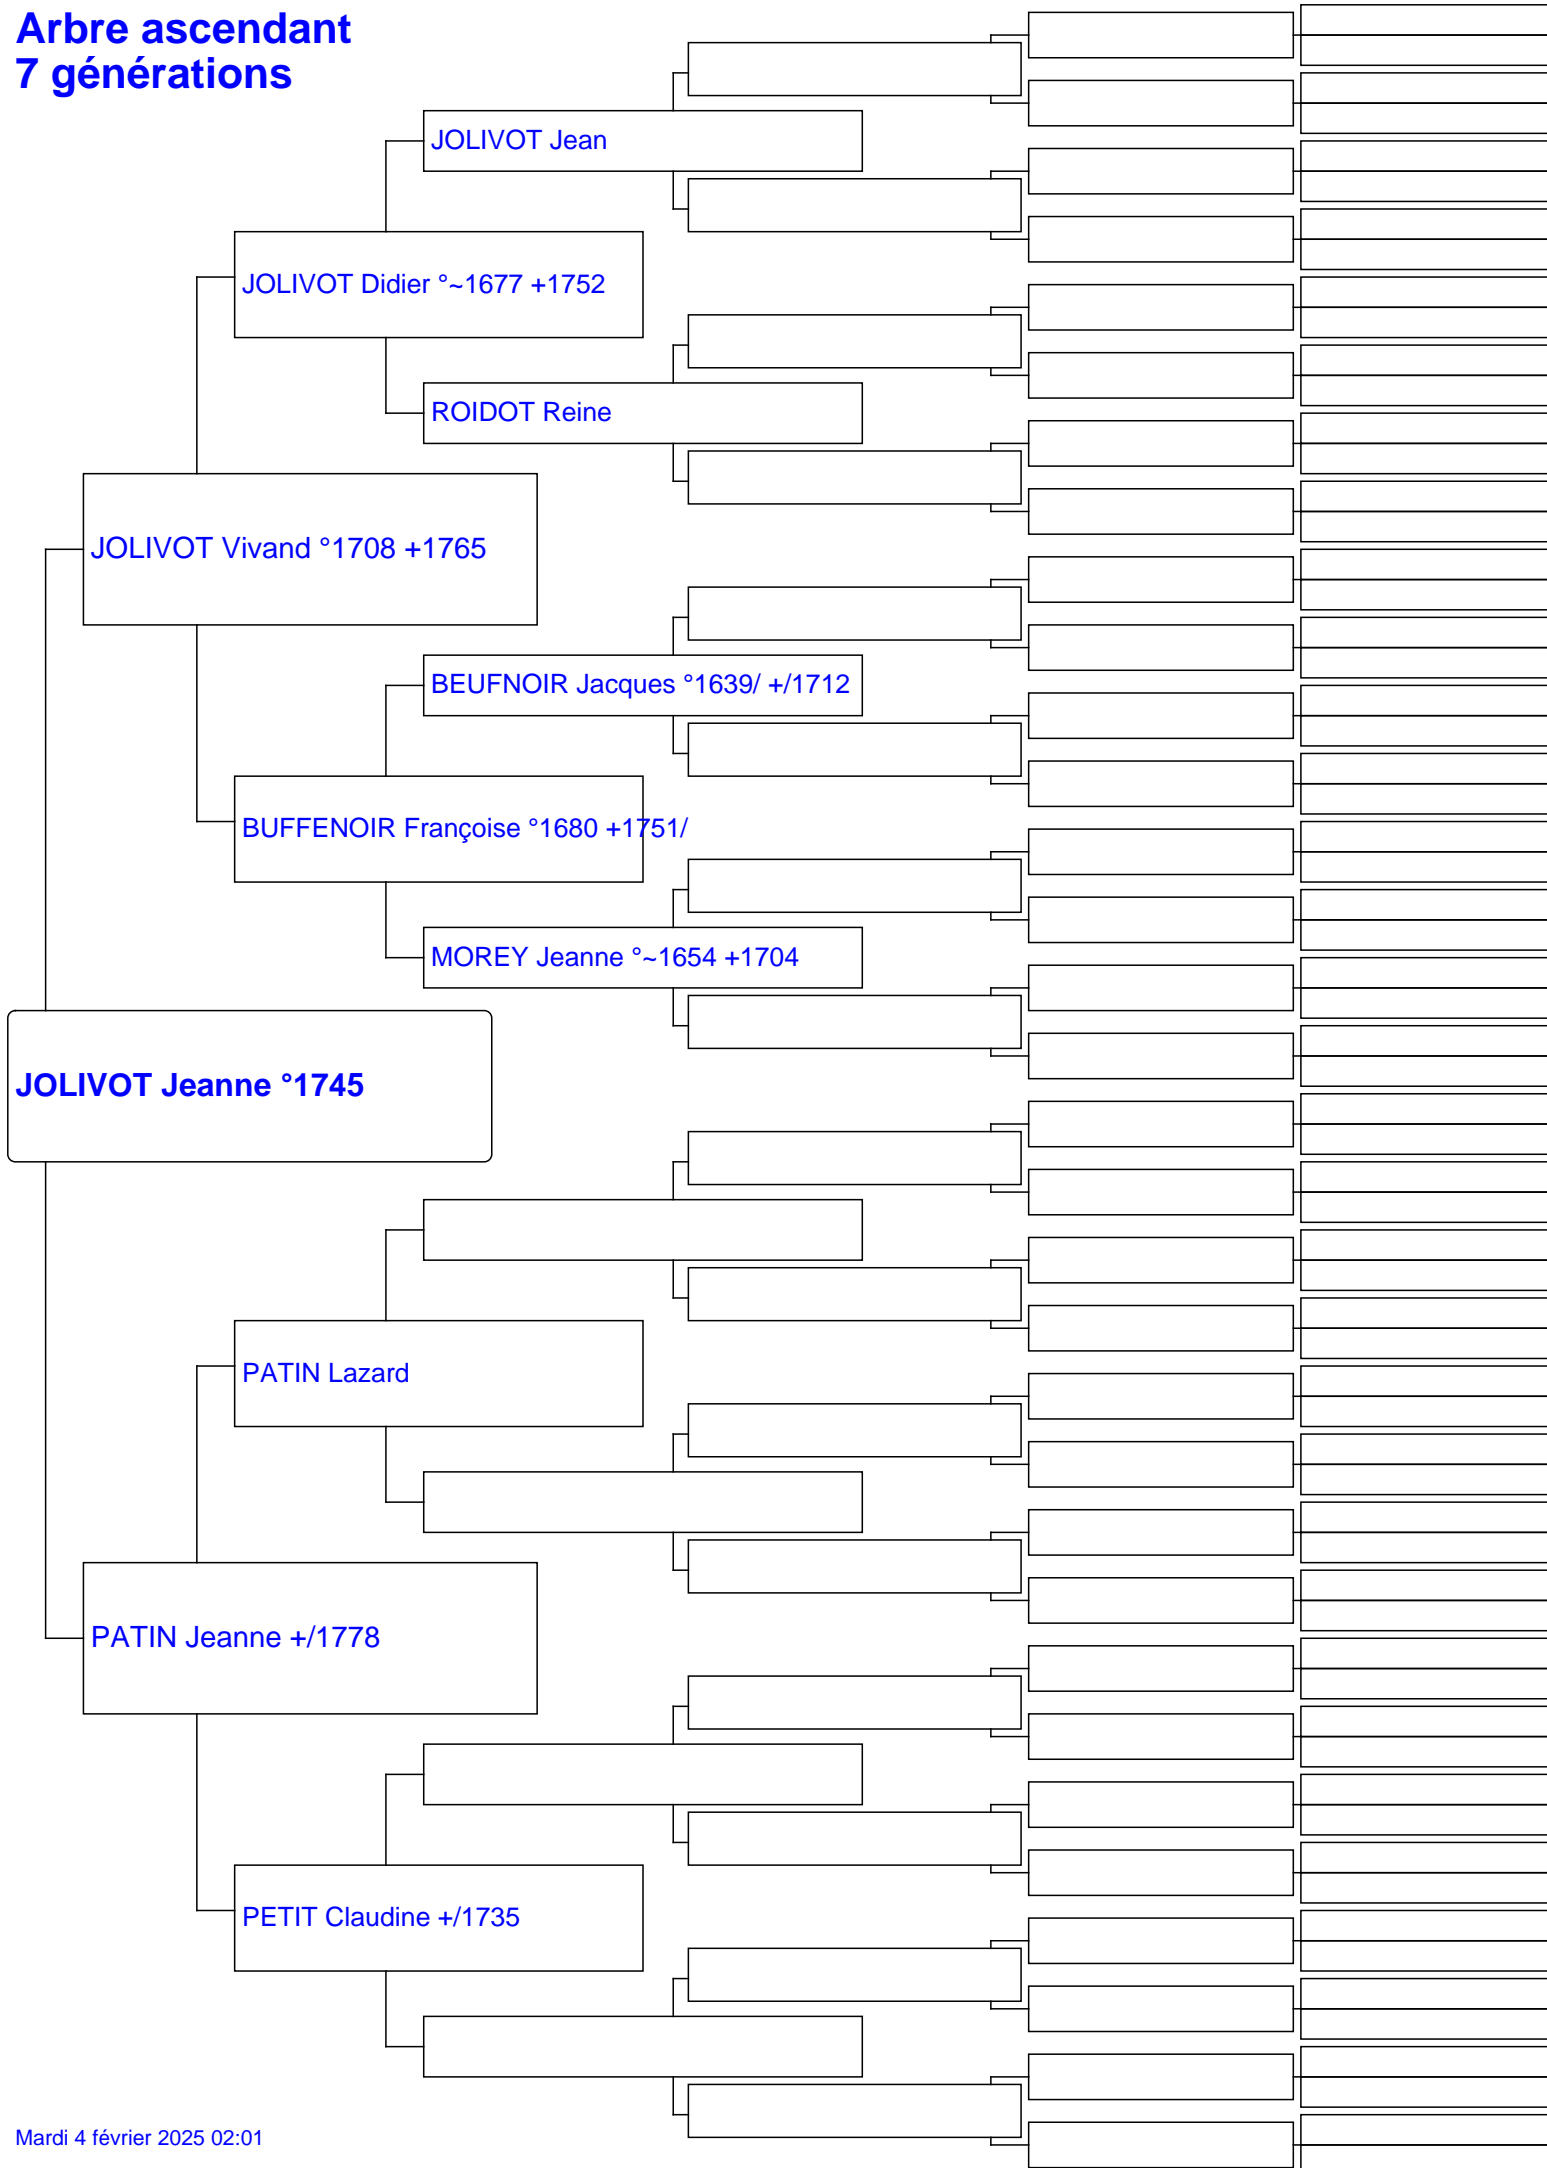 Arbre ascendant
7 générations
JOLIVOT Jean
JOLIVOT Didier °~1677 +1752
ROIDOT Reine
JOLIVOT Vivand °1708 +1765
BEUFNOIR Jacques °1639/ +/1712
BUFFENOIR Françoise °1680 +1751/
MOREY Jeanne °~1654 +1704
JOLIVOT Jeanne °1745
PATIN Lazard
PATIN Jeanne +/1778
PETIT Claudine +/1735
Mardi 4 février 2025 02:01